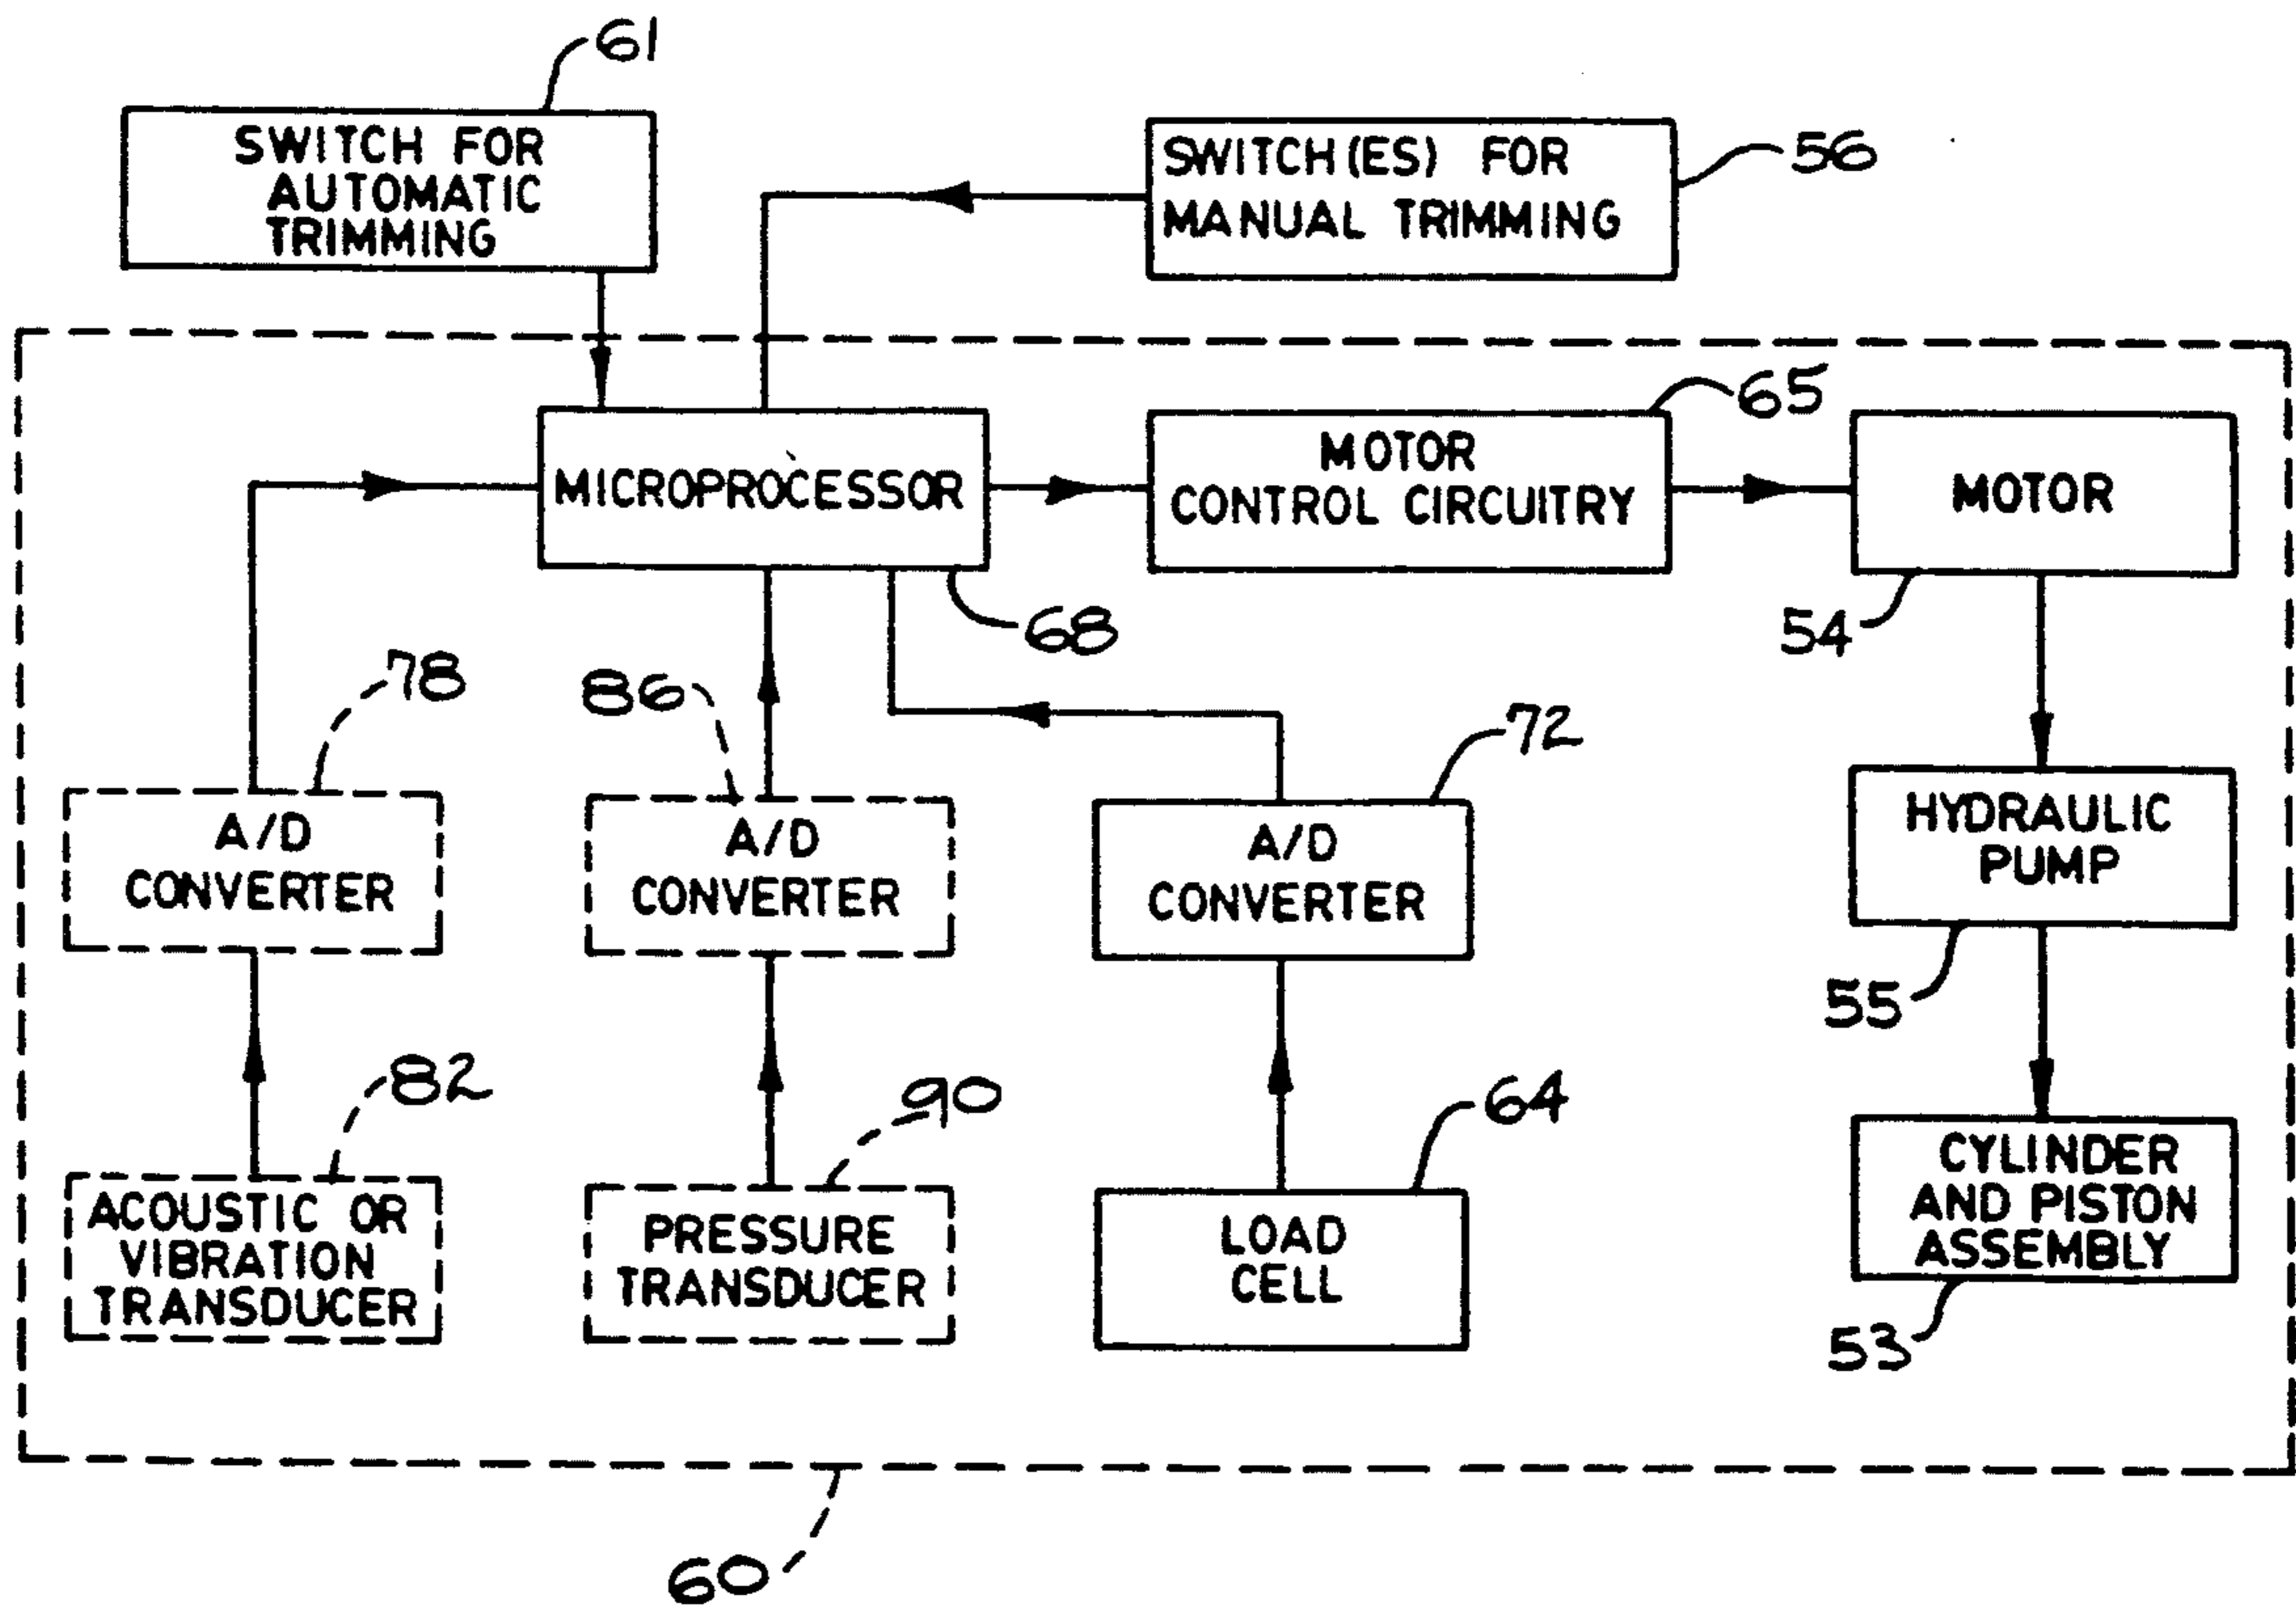 61
SWITCH FOR
AUTOMATIC
TRIMMING
SWITCH(ES) FOR
MANUAL TRIMMING
56
MICROPROCESSOR
68
MOTOR
CONTROL CIRCUITRY
65
MOTOR
54
78
A/D
CONVERTER
86
A/D
CONVERTER
72
A/D
CONVERTER
HYDRAULIC
PUMP
55
82
ACOUSTIC OR
VIBRATION
TRANSDUCER
90
PRESSURE
TRANSDUCER
64
LOAD
CELL
CYLINDER
AND PISTON
ASSEMBLY
53
60